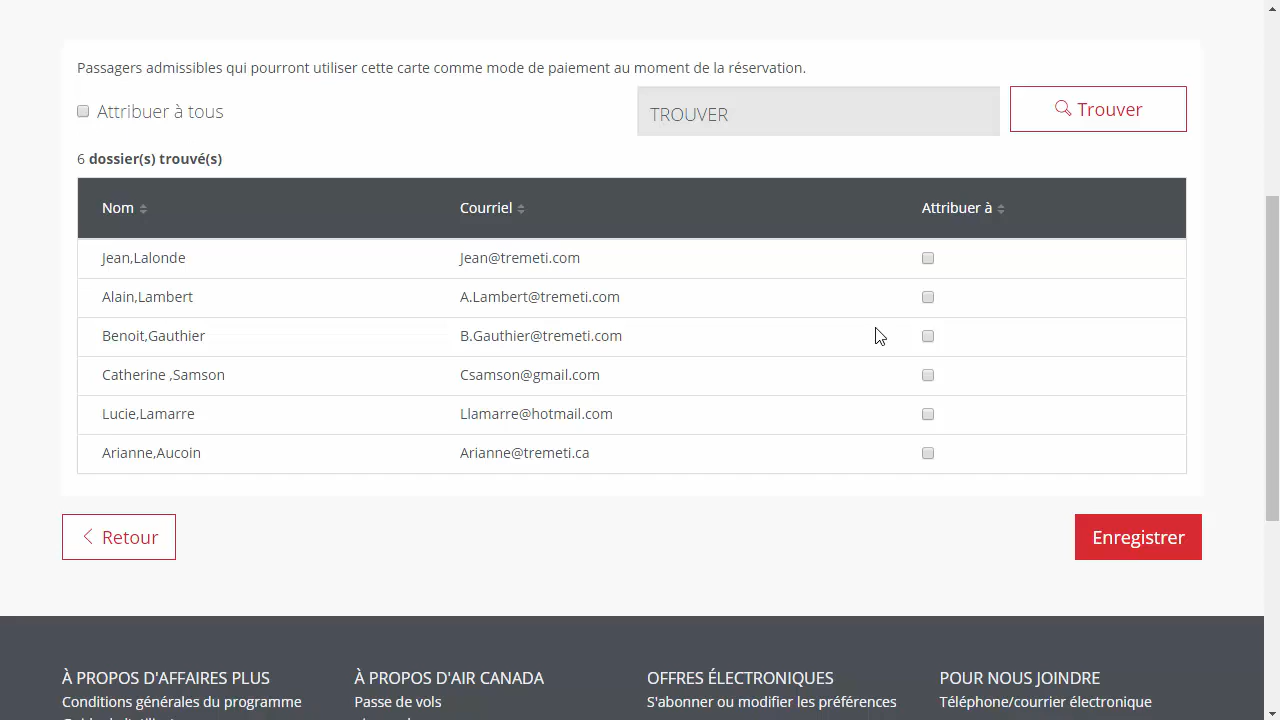 Passagers admissibles qui pourront utiliser cette carte comme mode de paiement au moment de la réservation.
Attribuer à tous
TROUVER
Trouver
6 dossier(s) trouvé(s)
Nom Courriel Attribuer à
Jean,Lalonde Jean@tremeti.com
Alain,Lambert A.Lambert@tremeti.com
Benoit,Gauthier B.Gauthier@tremeti.com
Catherine ,Samson Csamson@gmail.com
Lucie,Lamarre Llamarre@hotmail.com
Arianne,Aucoin Arianne@tremeti.ca
Retour
Enregistrer
À PROPOS D'AFFAIRES PLUS À PROPOS D'AIR CANADA OFFRES ÉLECTRONIQUES POUR NOUS JOINDRE
Conditions générales du programme Passe de vols S'abonner ou modifier les préférences Téléphone/courrier électronique